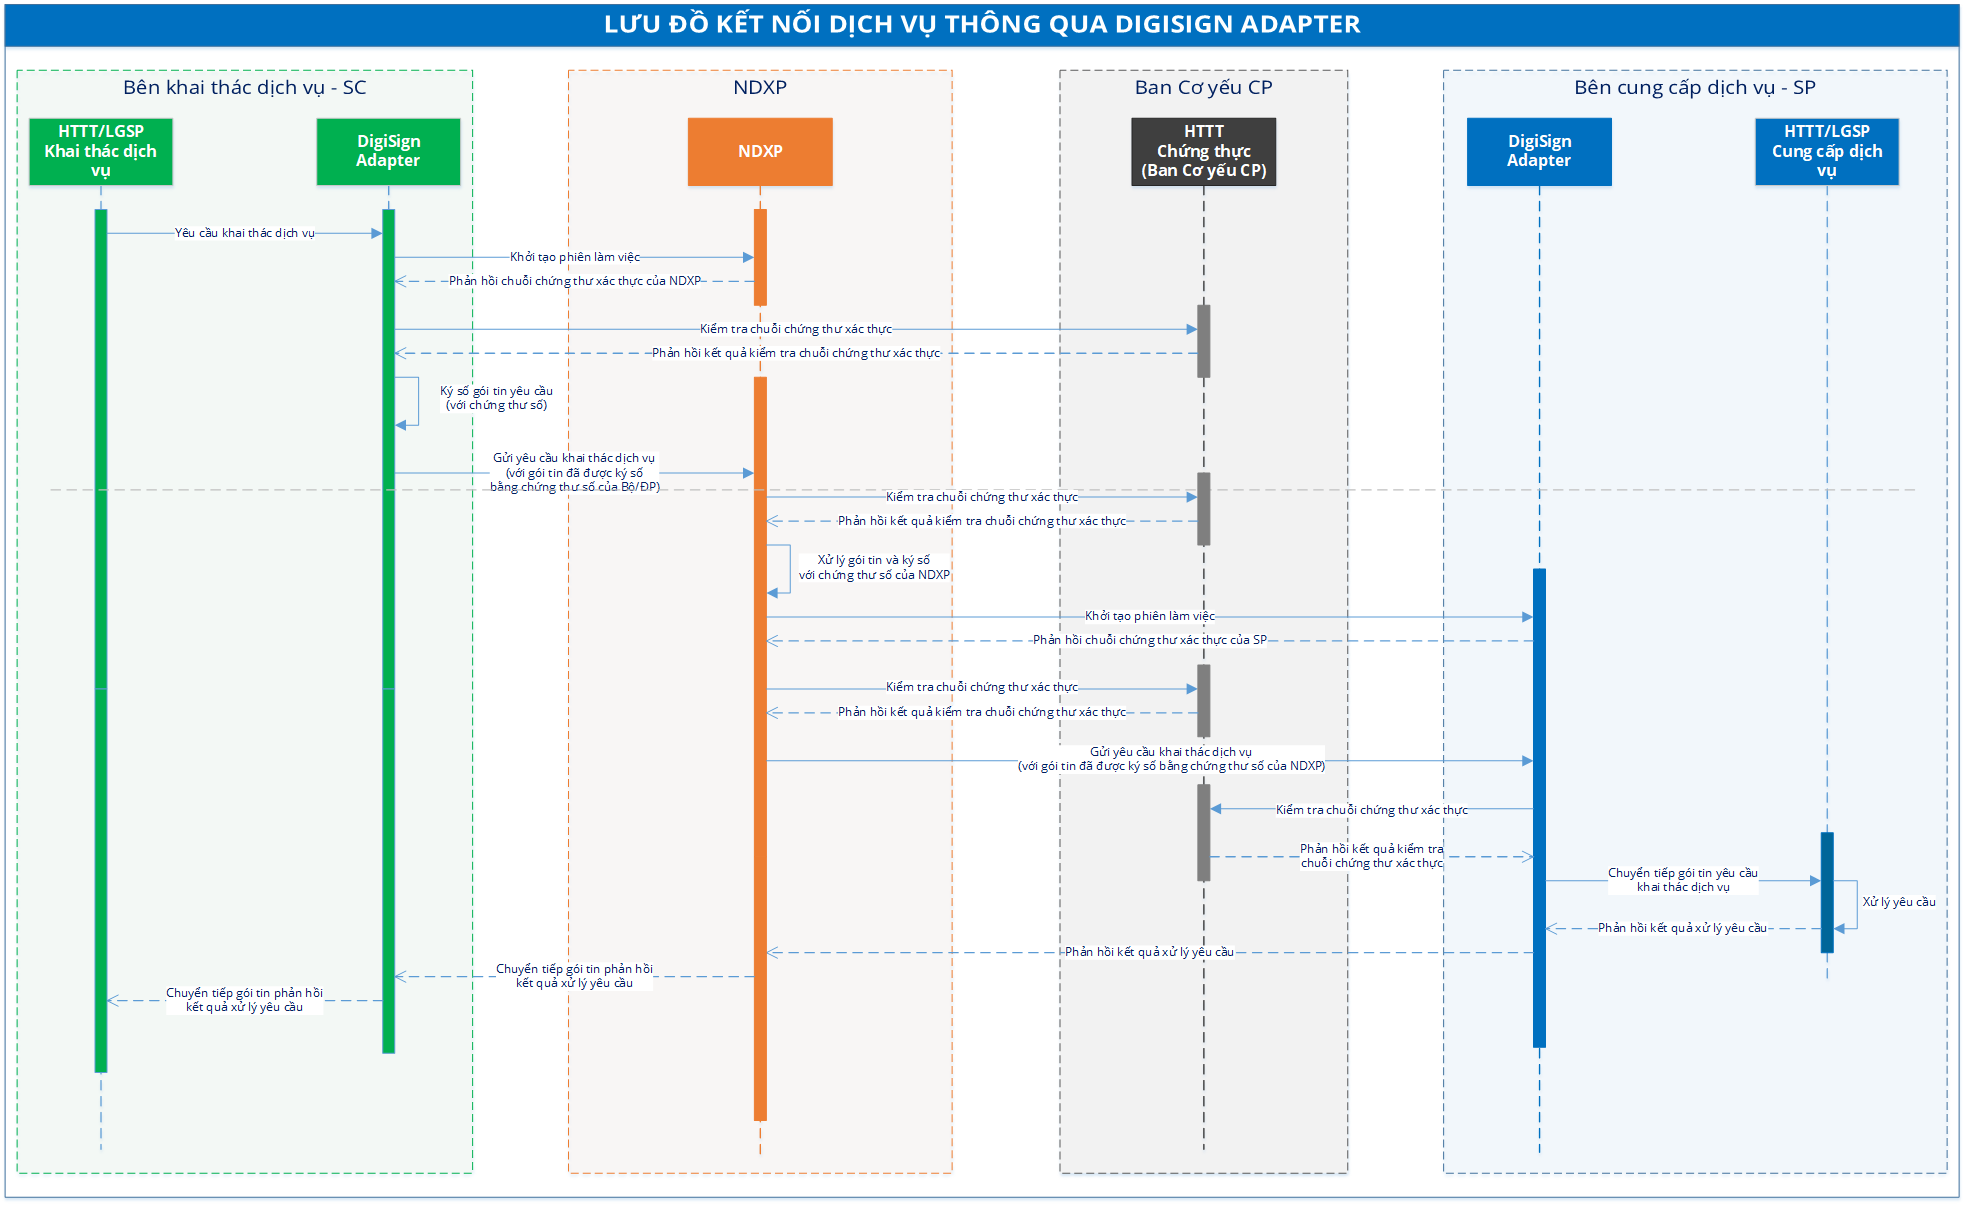 LƯU ĐỒ KẾT NỐI DỊCH VỤ THÔNG QUA DIGISIGN ADAPTER
Bên khai thác dịch vụ - SC
NDXP
Ban Cơ yếu CP
Bên cung cấp dịch vụ - SP
HTTT/LGSP
Khai thác dịch
vụ
DigiSign
Adapter
NDXP
HTTT
Chứng thực
(Ban Cơ yếu CP)
DigiSign
Adapter
HTTT/LGSP
Cung cấp dịch
vụ
Yêu cầu khai thác dịch vụ
Khởi tạo phiên làm việc
Phản hồi chuỗi chứng thư xác thực của NDXP
Kiểm tra chuỗi chứng thư xác thực
Phản hồi kết quả kiểm tra chuỗi chứng thư xác thực
Ký số gói tin yêu cầu
(với chứng thư số)
Gửi yêu cầu khai thác dịch vụ
(với gói tin đã được ký số
bằng chứng thư số của Bộ/ĐP)
Kiểm tra chuỗi chứng thư xác thực
Phản hồi kết quả kiểm tra chuỗi chứng thư xác thực
Xử lý gói tin và ký số
với chứng thư số của NDXP
Khởi tạo phiên làm việc
Phản hồi chuỗi chứng thư xác thực của SP
Kiểm tra chuỗi chứng thư xác thực
Phản hồi kết quả kiểm tra chuỗi chứng thư xác thực
Gửi yêu cầu khai thác dịch vụ
(với gói tin đã được ký số bằng chứng thư số của NDXP)
Kiểm tra chuỗi chứng thư xác thực
Phản hồi kết quả kiểm tra
chuỗi chứng thư xác thực
Chuyển tiếp gói tin yêu cầu
khai thác dịch vụ
Xử lý yêu cầu
Phản hồi kết quả xử lý yêu cầu
Phản hồi kết quả xử lý yêu cầu
Chuyển tiếp gói tin phản hồi
kết quả xử lý yêu cầu
Chuyển tiếp gói tin phản hồi
kết quả xử lý yêu cầu